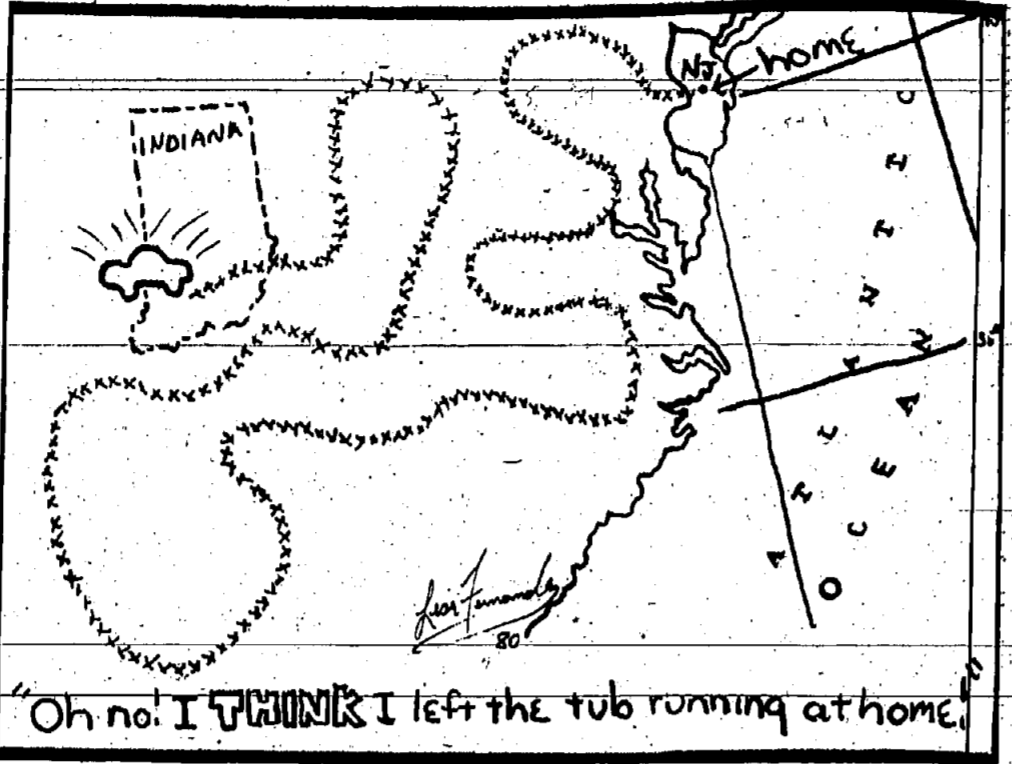 home
NJ
INDIANA
ATLANTIC
OCEAN
80
"Oh no! I THINK I left the tub running at home!"